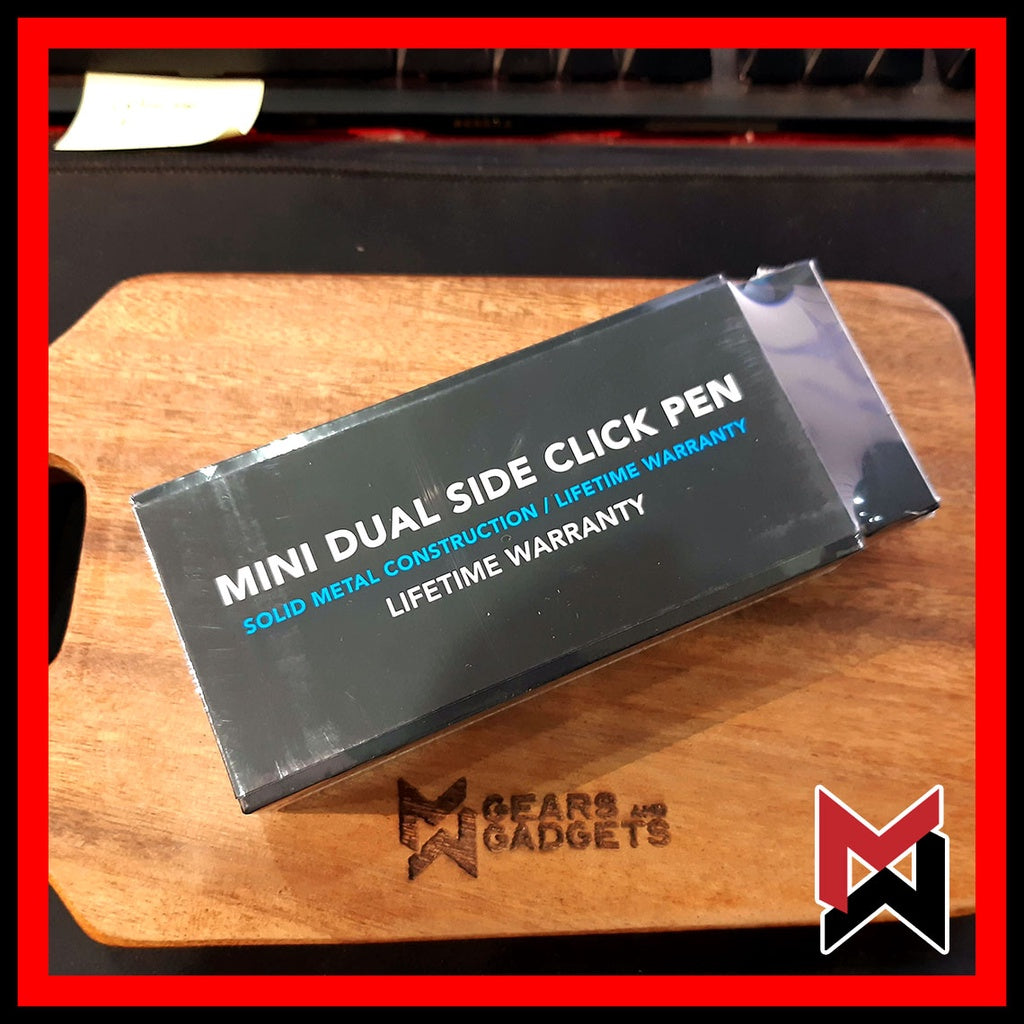 MINI DUAL SIDE CLICK PEN
SOLID METAL CONSTRUCTION / LIFETIME WARRANTY
LIFETIME WARRANTY
GEARS AND
GADGETS